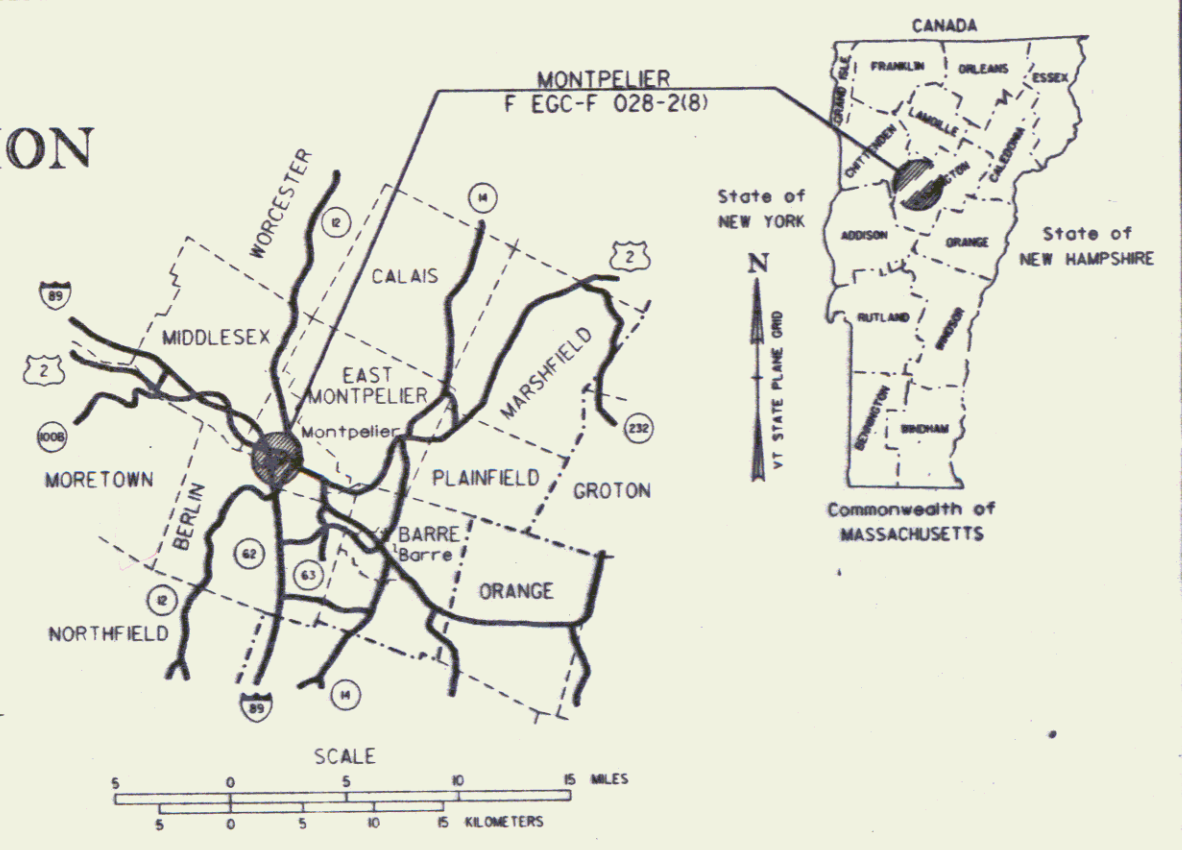 ION
MONTPELIER
F EGC-F 028-2(8)
WORCESTER
12
14
2
CALAIS
89
MIDDLESEX
2
EAST
MONTPELIER
MARSHFIELD
100B
Montpelier
232
MORETOWN
BERLIN
PLAINFIELD
GROTON
62
BARRE
Barre
63
12
ORANGE
NORTHFIELD
89
14
SCALE
5 0 5 10 15 MILES
5 0 5 10 15 KILOMETERS
CANADA
GRAND ISLE
FRANKLIN
ORLEANS
ESSEX
LAMOILLE
CHITTENDEN
CALEDONIA
State of
NEW YORK
ADDISON
ORANGE
State of
NEW HAMPSHIRE
N
VT STATE PLANE GRID
RUTLAND
WINDSOR
BENNINGTON
WINDHAM
Commonwealth of
MASSACHUSETTS